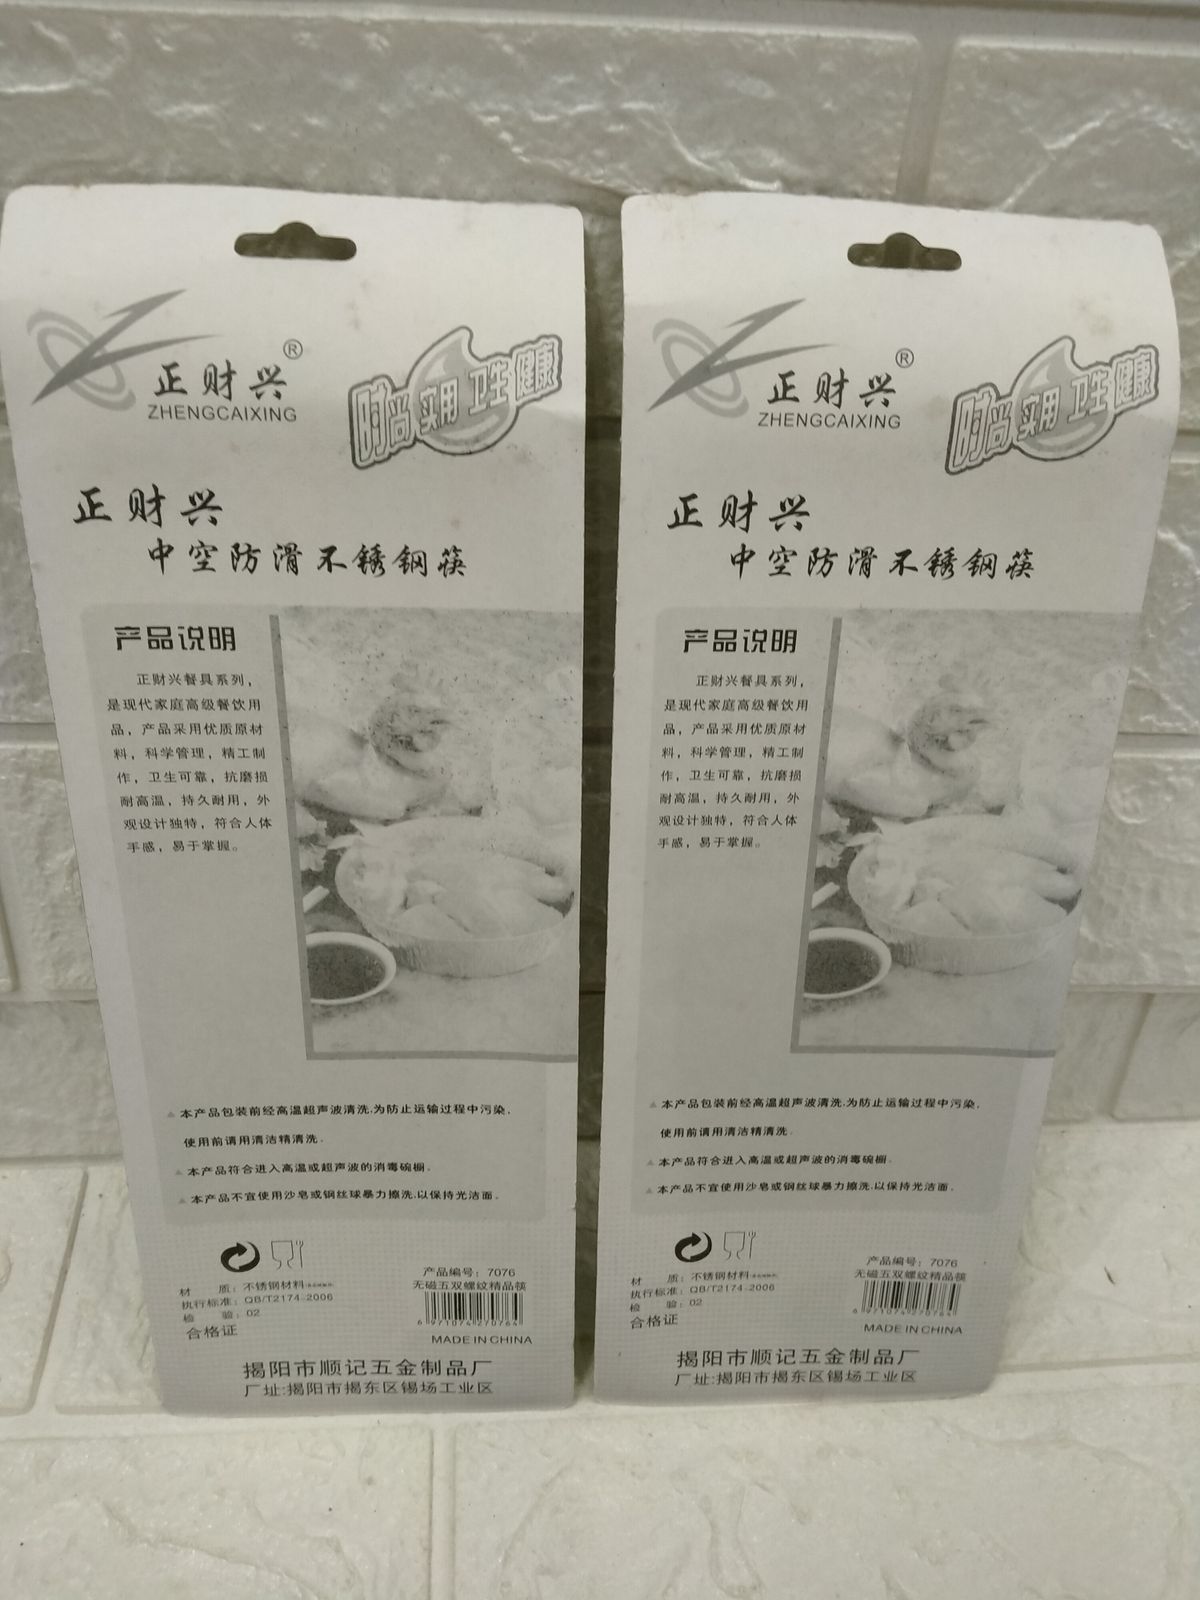 正财兴®
ZHENGCAIXING
时尚 实用 卫生 健康
正财兴
中空防滑不锈钢筷
产品说明
正财兴餐具系列，
是现代家庭高级餐饮用
品，产品采用优质原材
料，科学管理，精工制
作，卫生可靠，抗磨损
耐高温，持久耐用，外
观设计独特，符合人体
手感，易于掌握。
本产品包装前经高温超声波清洗.为防止运输过程中污染.
使用前请用清洁精清洗.
本产品符合进入高温或超声波的消毒碗橱.
本产品不宜使用沙皂或钢丝球暴力擦洗.以保持光洁面.
材 质：不锈钢材料
执行标准：QB/T2174-2006
检 验：02
合格证
产品编号：7076
无磁五双螺纹精品筷
6 971074 270764
MADE IN CHINA
揭阳市顺记五金制品厂
厂址:揭阳市揭东区锡场工业区
正财兴®
ZHENGCAIXING
时尚 实用 卫生 健康
正财兴
中空防滑不锈钢筷
产品说明
正财兴餐具系列，
是现代家庭高级餐饮用
品，产品采用优质原材
料，科学管理，精工制
作，卫生可靠，抗磨损
耐高温，持久耐用，外
观设计独特，符合人体
手感，易于掌握。
本产品包装前经高温超声波清洗.为防止运输过程中污染.
使用前请用清洁精清洗.
本产品符合进入高温或超声波的消毒碗橱.
本产品不宜使用沙皂或钢丝球暴力擦洗.以保持光洁面.
材 质：不锈钢材料
执行标准：QB/T2174-2006
检 验：02
合格证
产品编号：7076
无磁五双螺纹精品筷
6 971074 270764
MADE IN CHINA
揭阳市顺记五金制品厂
厂址:揭阳市揭东区锡场工业区